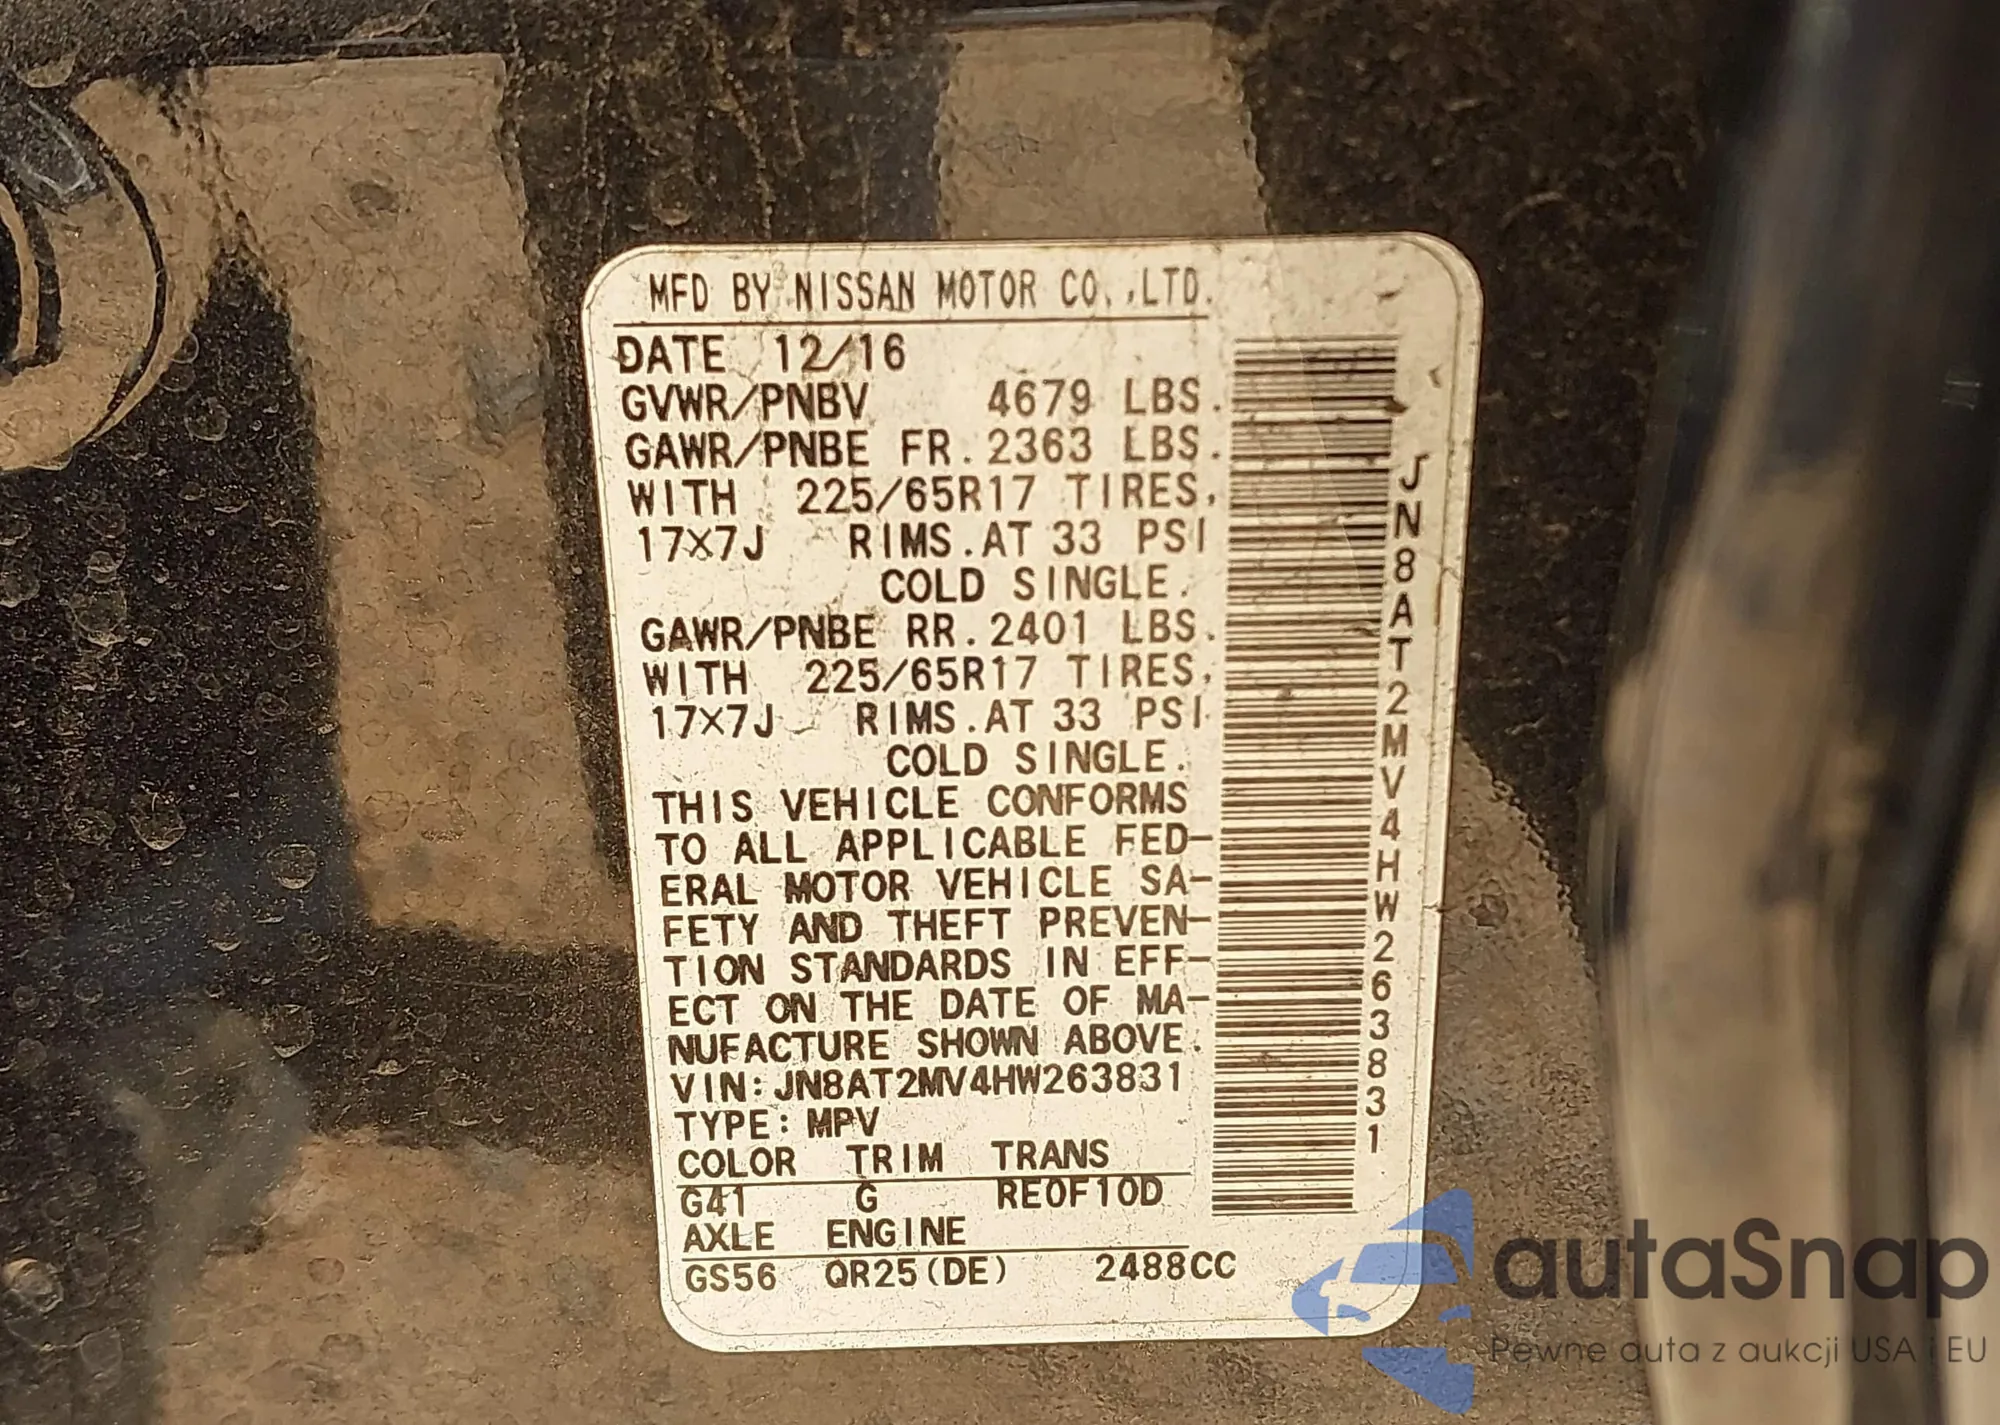 MFD BY NISSAN MOTOR CO.,LTD.
DATE 12/16
GVWR/PNBV 4679 LBS.
GAWR/PNBE FR. 2363 LBS.
WITH 225/65R17 TIRES,
17X7J RIMS.AT 33 PSI
COLD SINGLE.
GAWR/PNBE RR. 2401 LBS.
WITH 225/65R17 TIRES,
17X7J RIMS.AT 33 PSI
COLD SINGLE.
THIS VEHICLE CONFORMS
TO ALL APPLICABLE FED-
ERAL MOTOR VEHICLE SA-
FETY AND THEFT PREVEN-
TION STANDARDS IN EFF-
ECT ON THE DATE OF MA-
NUFACTURE SHOWN ABOVE.
VIN: JN8AT2MV4HW263831
TYPE: MPV
COLOR TRIM TRANS
G41 G RE0F10D
AXLE ENGINE
GS56 QR25(DE) 2488CC
JN8AT2MV4HW263831
autaSnap
Pewne auta z aukcji USA i EU